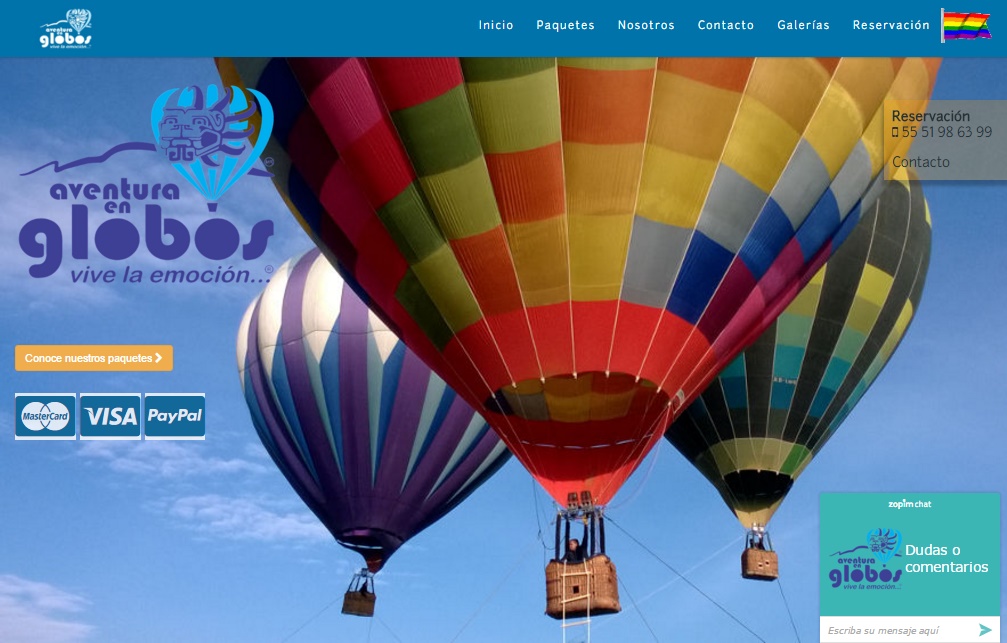 aventura
en
globos
vive la emoción...
Inicio Paquetes Nosotros Contacto Galerías Reservación
aventura
en
globos
vive la emoción...
Reservación
55 51 98 63 99
Contacto
Conoce nuestros paquetes
MasterCard VISA PayPal
zopim chat
aventura
en
globos
vive la emoción...
Dudas o
comentarios
Escriba su mensaje aquí